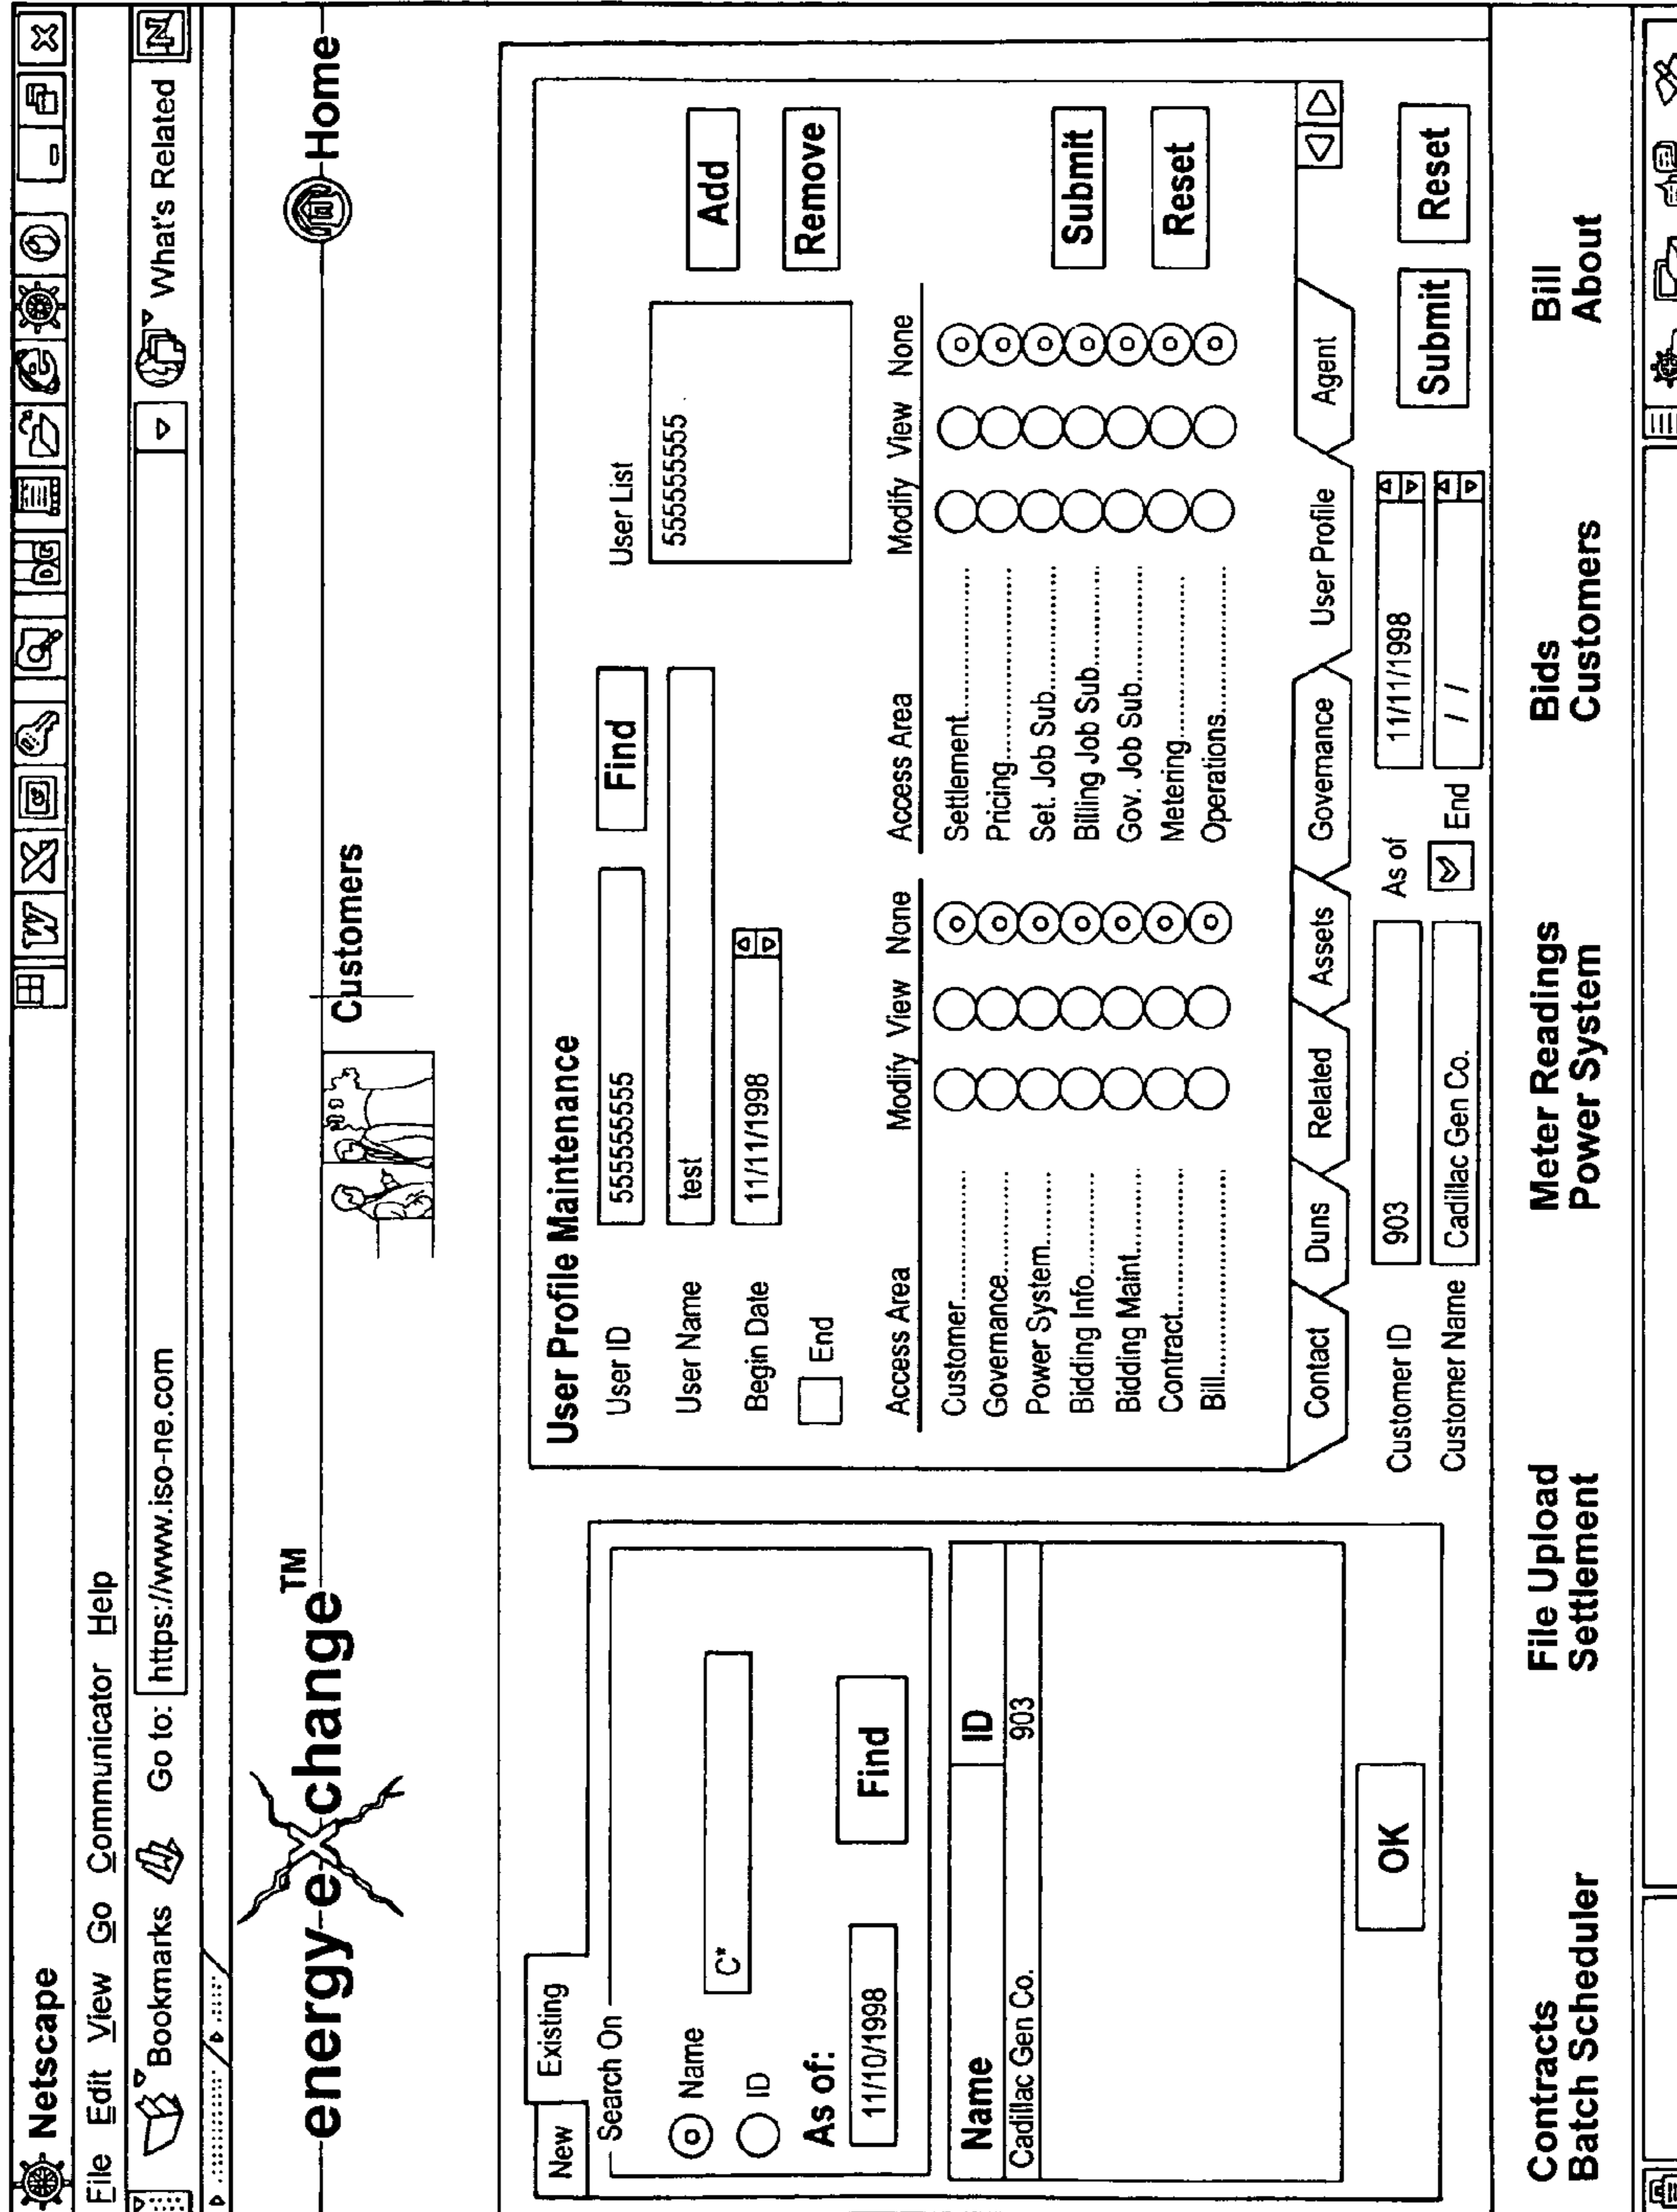 Netscape
File Edit View Go Communicator Help
Bookmarks Go to: https://www.iso-ne.com What's Related
energy eXchange™ Customers Home
New Existing
Search On
Name
ID
C*
As of:
11/10/1998 Find
Name ID
Cadillac Gen Co. 903
OK
User Profile Maintenance
User ID 555555555 Find
User Name test
Begin Date 11/11/1998
End
User List
555555555
Add
Remove
Access Area Modify View None Access Area Modify View None
Customer Settlement
Governance Pricing
Power System Set. Job Sub
Bidding Info Billing Job Sub
Bidding Maint Gov. Job Sub
Contract Metering
Bill Operations
Submit
Reset
Contact Duns Related Assets Governance User Profile Agent
Customer ID 903 As of 11/11/1998
Customer Name Cadillac Gen Co. End / /
Submit Reset
Contracts File Upload Meter Readings Bids Bill
Batch Scheduler Settlement Power System Customers About